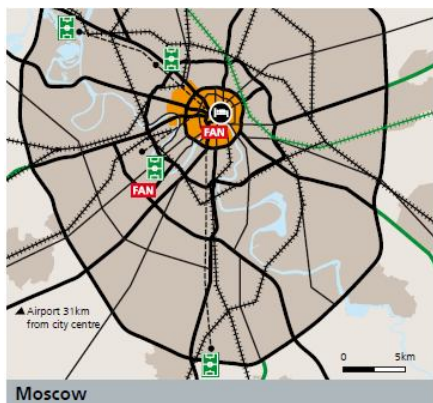 FAN
FAN
▲ Airport 31km
from city centre
0 5km
Moscow